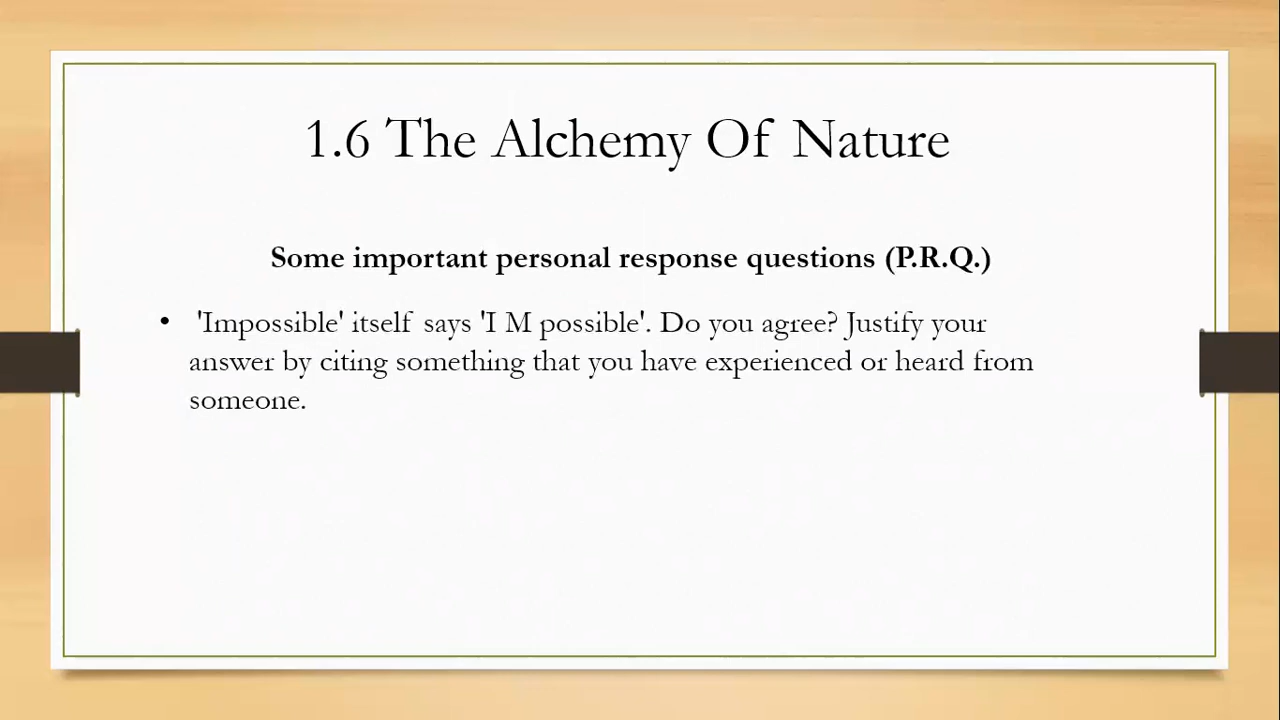 1.6 The Alchemy Of Nature
Some important personal response questions (P.R.Q.)
• 'Impossible' itself says 'I M possible'. Do you agree? Justify your
answer by citing something that you have experienced or heard from
someone.